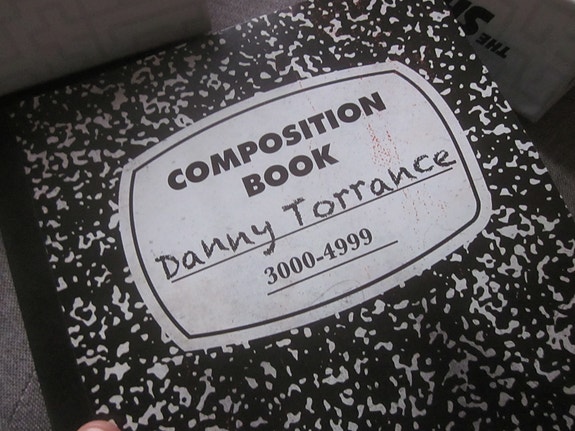 COMPOSITION
BOOK
Danny Torrance
3000-4999
THE